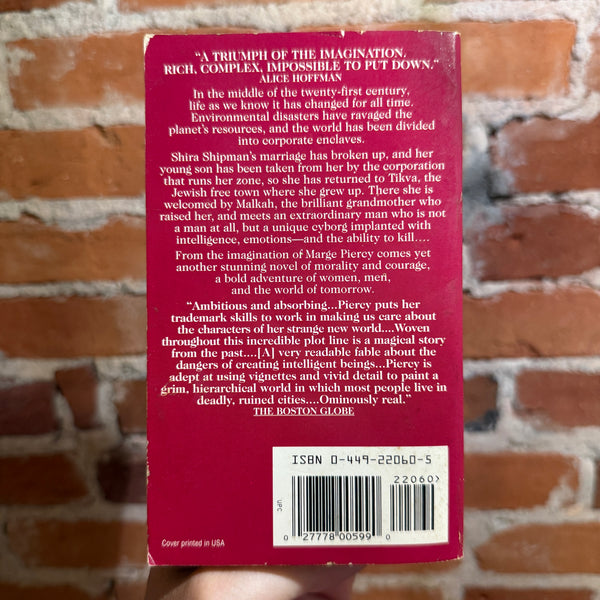 “A TRIUMPH OF THE IMAGINATION.
RICH, COMPLEX, IMPOSSIBLE TO PUT DOWN.”
ALICE HOFFMAN
In the middle of the twenty-first century,
life as we know it has changed for all time.
Environmental disasters have ravaged the
planet’s resources, and the world has been divided
into corporate enclaves.
Shira Shipman’s marriage has broken up, and her
young son has been taken from her by the corporation
that runs her zone, so she has returned to Tikva, the
Jewish free town where she grew up. There she is
welcomed by Malkah, the brilliant grandmother who
raised her, and meets an extraordinary man who is not
a man at all, but a unique cyborg implanted with
intelligence, emotions—and the ability to kill....
From the imagination of Marge Piercy comes yet
another stunning novel of morality and courage,
a bold adventure of women, men,
and the world of tomorrow.
“Ambitious and absorbing...Piercy puts her
trademark skills to work in making us care about
the characters of her strange new world....Woven
throughout this incredible plot line is a magical story
from the past....[A] very readable fable about the
dangers of creating intelligent beings...Piercy is
adept at using vignettes and vivid detail to paint a
grim, hierarchical world in which most people live in
deadly, ruined cities....Ominously real.”
THE BOSTON GLOBE
ISBN 0-449-22060-5
22060>
UPC
0 27778 00599 0
Cover printed in USA